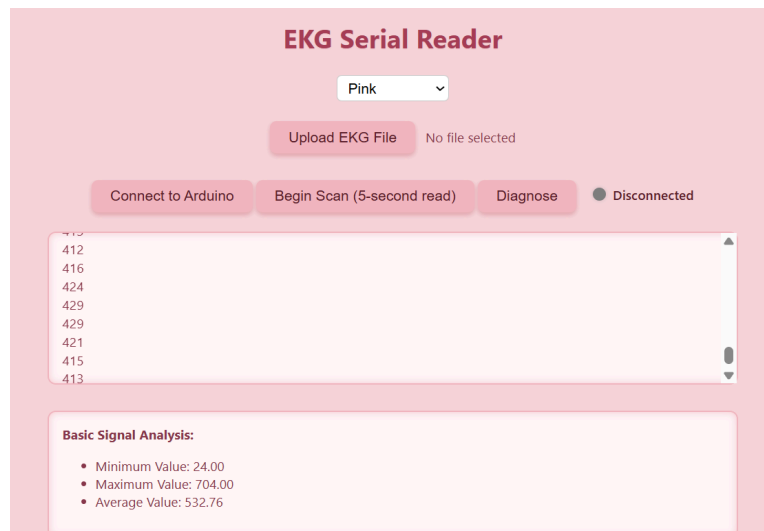 EKG Serial Reader
Pink
Upload EKG File No file selected
Connect to Arduino Begin Scan (5-second read) Diagnose Disconnected
412
416
424
429
429
421
415
413
Basic Signal Analysis:
• Minimum Value: 24.00
• Maximum Value: 704.00
• Average Value: 532.76